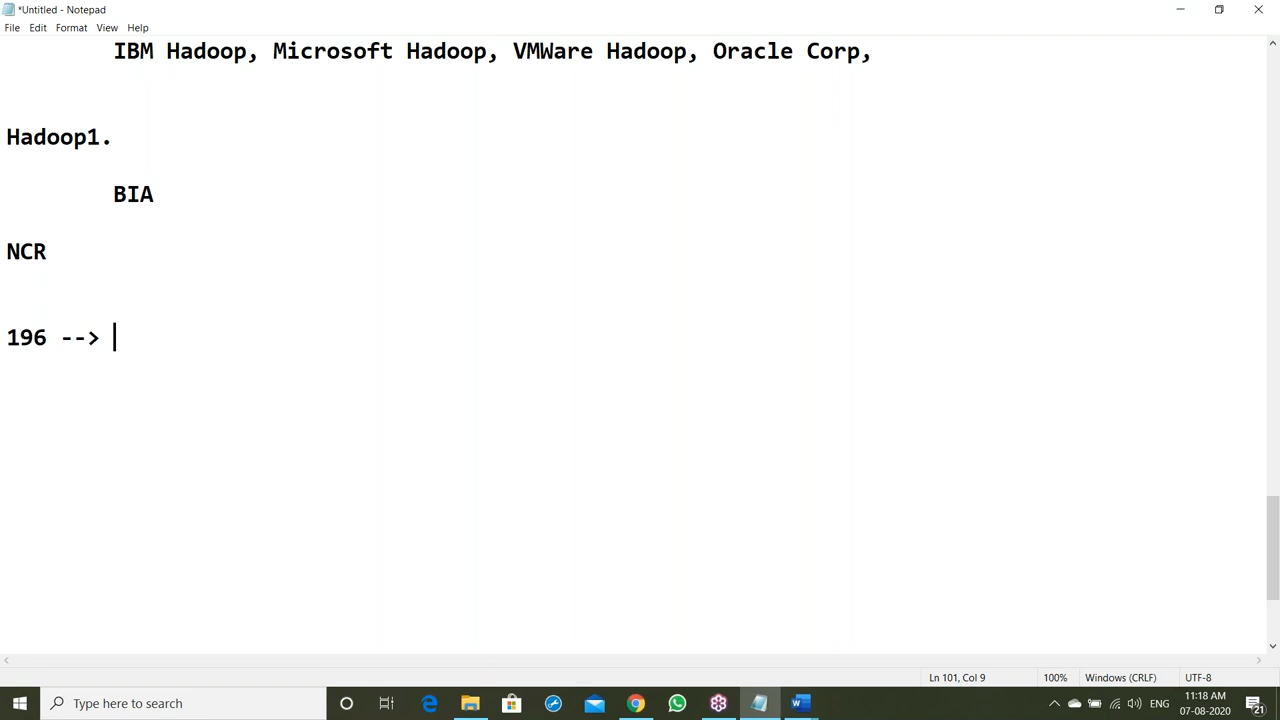 *Untitled - Notepad
File Edit Format View Help
IBM Hadoop, Microsoft Hadoop, VMWare Hadoop, Oracle Corp,
Hadoop1.
BIA
NCR
196 -->
Ln 101, Col 9 100% Windows (CRLF) UTF-8
Type here to search
ENG
11:18 AM
07-08-2020
21